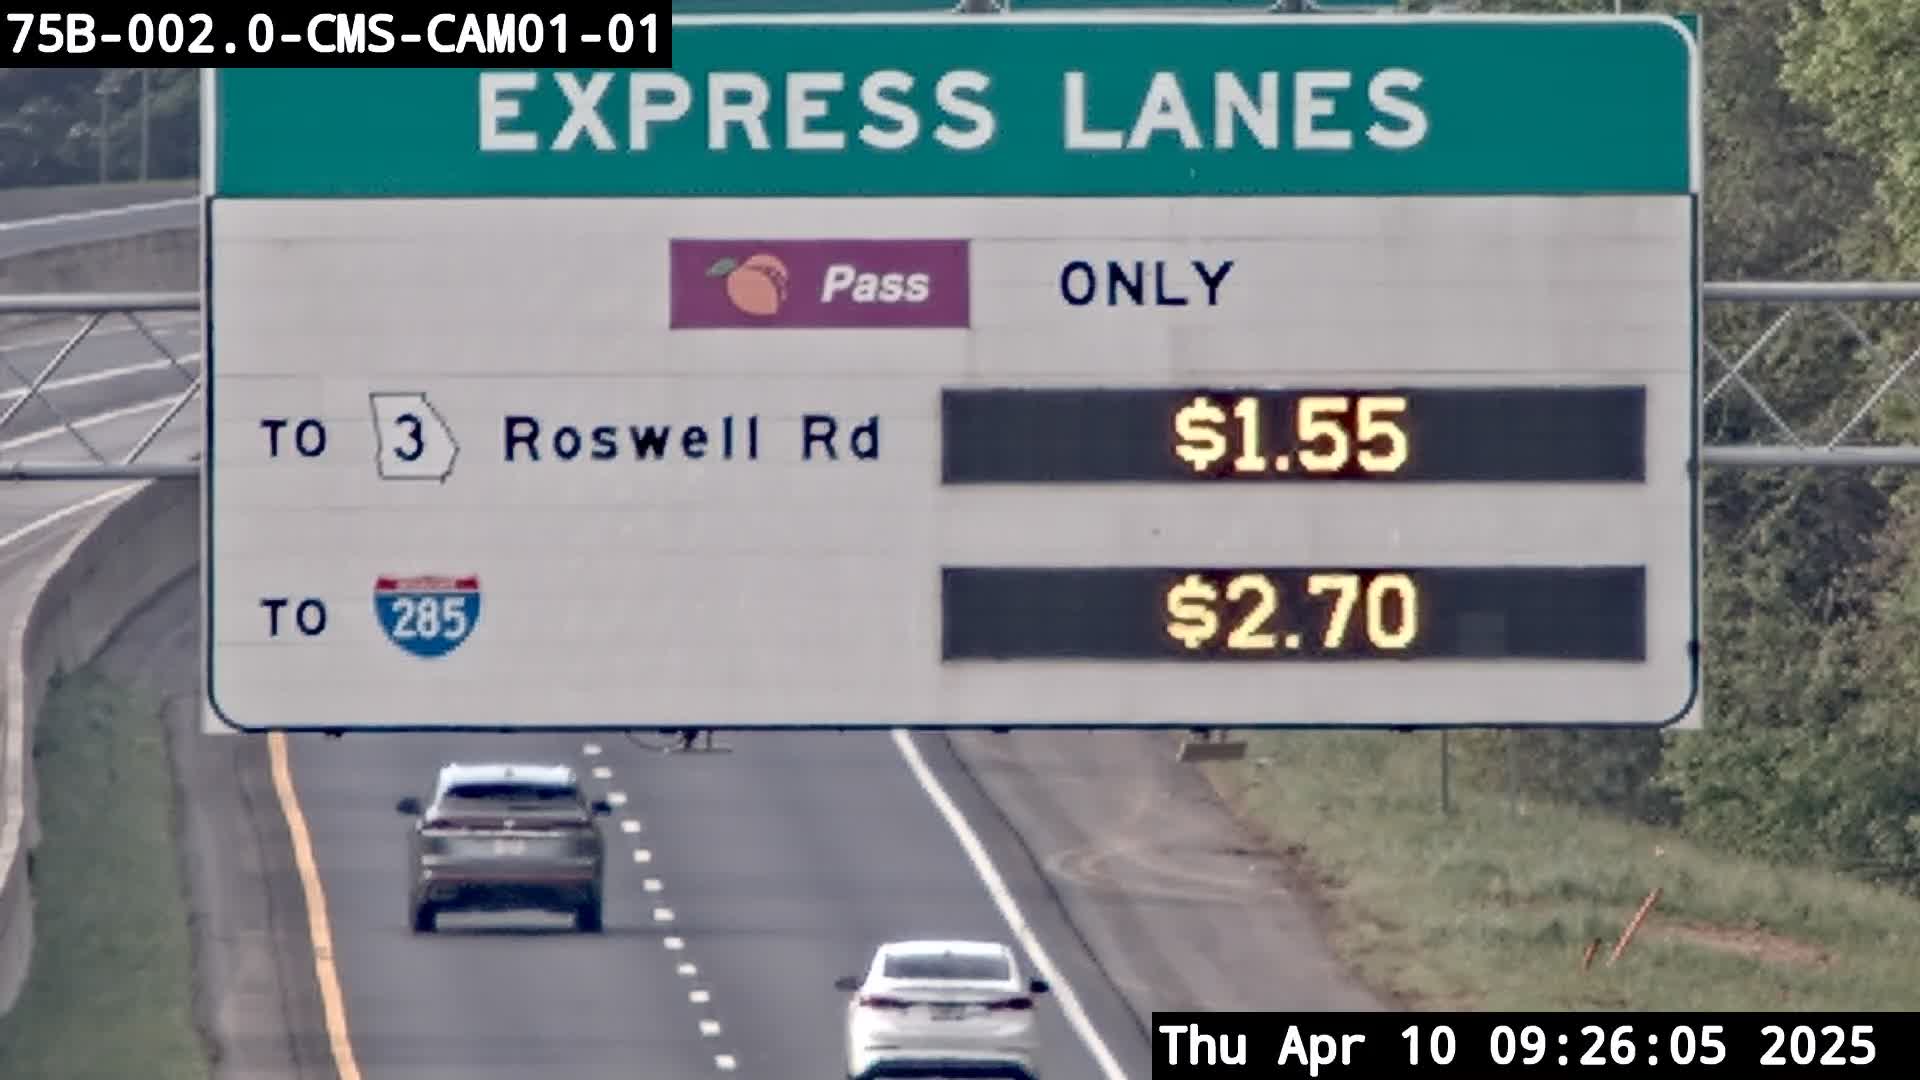 75B-002.0-CMS-CAM01-01
EXPRESS LANES
Pass ONLY
TO 3 Roswell Rd $1.55
TO 285 $2.70
Thu Apr 10 09:26:05 2025